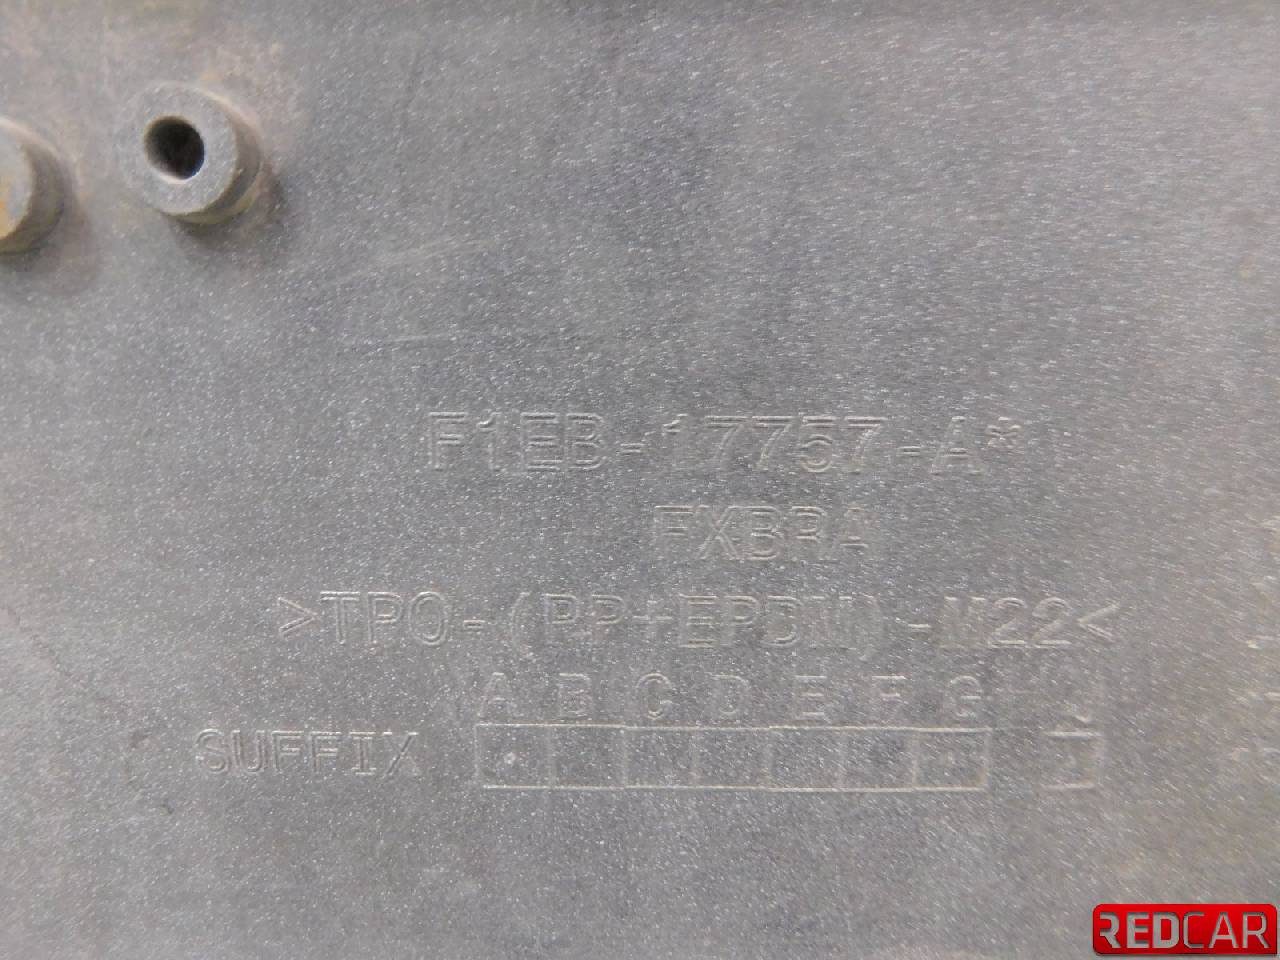 F1EB-17757-A*
FXBRA
>TPO-(PP+EPDM)-M22<
A B C D E F G J
SUFFIX
REDCAR